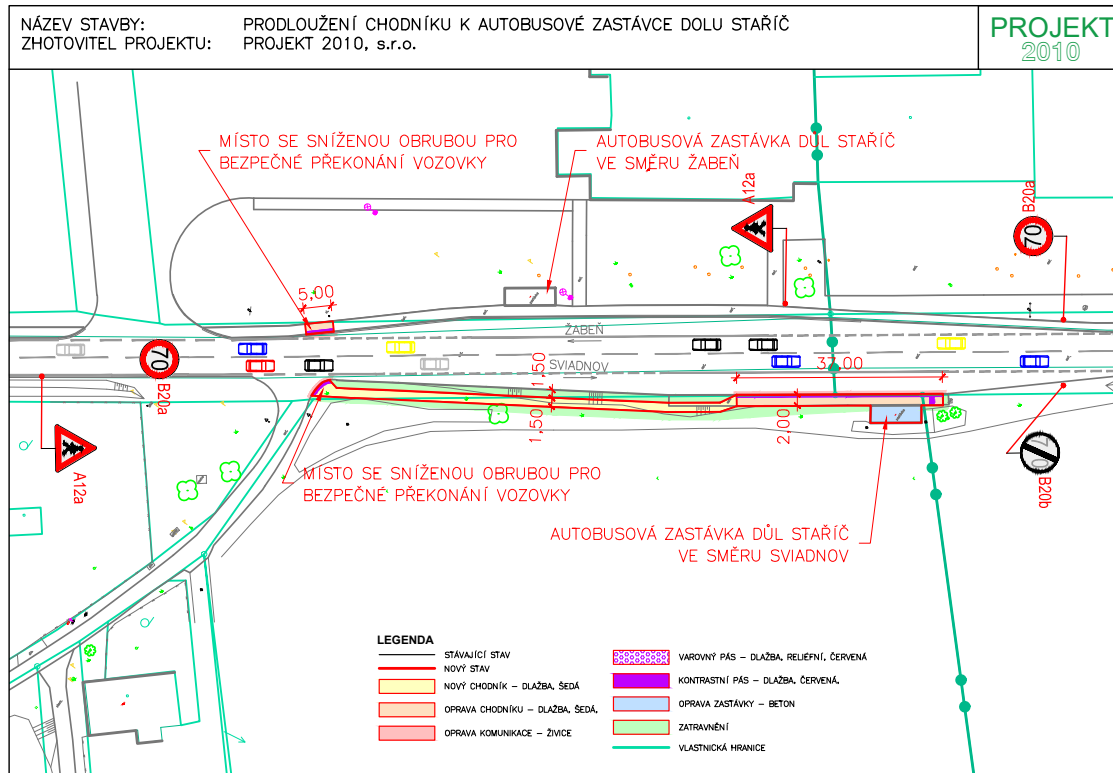 NÁZEV STAVBY: PRODLOUŽENÍ CHODNÍKU K AUTOBUSOVÉ ZASTÁVCE DOLU STAŘÍČ
ZHOTOVITEL PROJEKTU: PROJEKT 2010, s.r.o.
PROJEKT
2010
MÍSTO SE SNÍŽENOU OBRUBOU PRO
BEZPEČNÉ PŘEKONÁNÍ VOZOVKY
AUTOBUSOVÁ ZASTÁVKA DŮL STAŘÍČ
VE SMĚRU ŽABEŇ
A12a
B20a
70
5,00
ŽABEŇ
SVIADNOV
70
B20a
1,50
1,50
37,00
2,00
A12a
70
B20b
MÍSTO SE SNÍŽENOU OBRUBOU PRO
BEZPEČNÉ PŘEKONÁNÍ VOZOVKY
AUTOBUSOVÁ ZASTÁVKA DŮL STAŘÍČ
VE SMĚRU SVIADNOV
LEGENDA
STÁVAJÍCÍ STAV
NOVÝ STAV
NOVÝ CHODNÍK – DLAŽBA, ŠEDÁ
OPRAVA CHODNÍKU – DLAŽBA, ŠEDÁ,
OPRAVA KOMUNIKACE – ŽIVICE
VAROVNÝ PÁS – DLAŽBA, RELIÉFNÍ, ČERVENÁ
KONTRASTNÍ PÁS – DLAŽBA, ČERVENÁ,
OPRAVA ZASTÁVKY – BETON
ZATRAVNĚNÍ
VLASTNICKÁ HRANICE